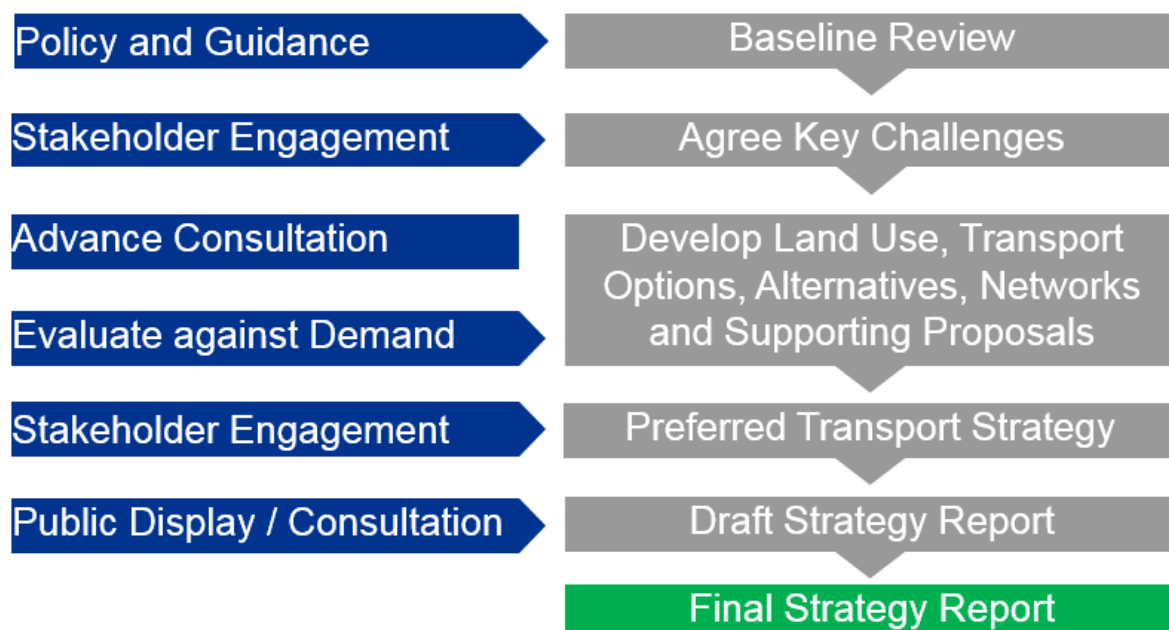 Policy and Guidance
Baseline Review
Stakeholder Engagement
Agree Key Challenges
Advance Consultation
Develop Land Use, Transport
Options, Alternatives, Networks
and Supporting Proposals
Evaluate against Demand
Stakeholder Engagement
Preferred Transport Strategy
Public Display / Consultation
Draft Strategy Report
Final Strategy Report